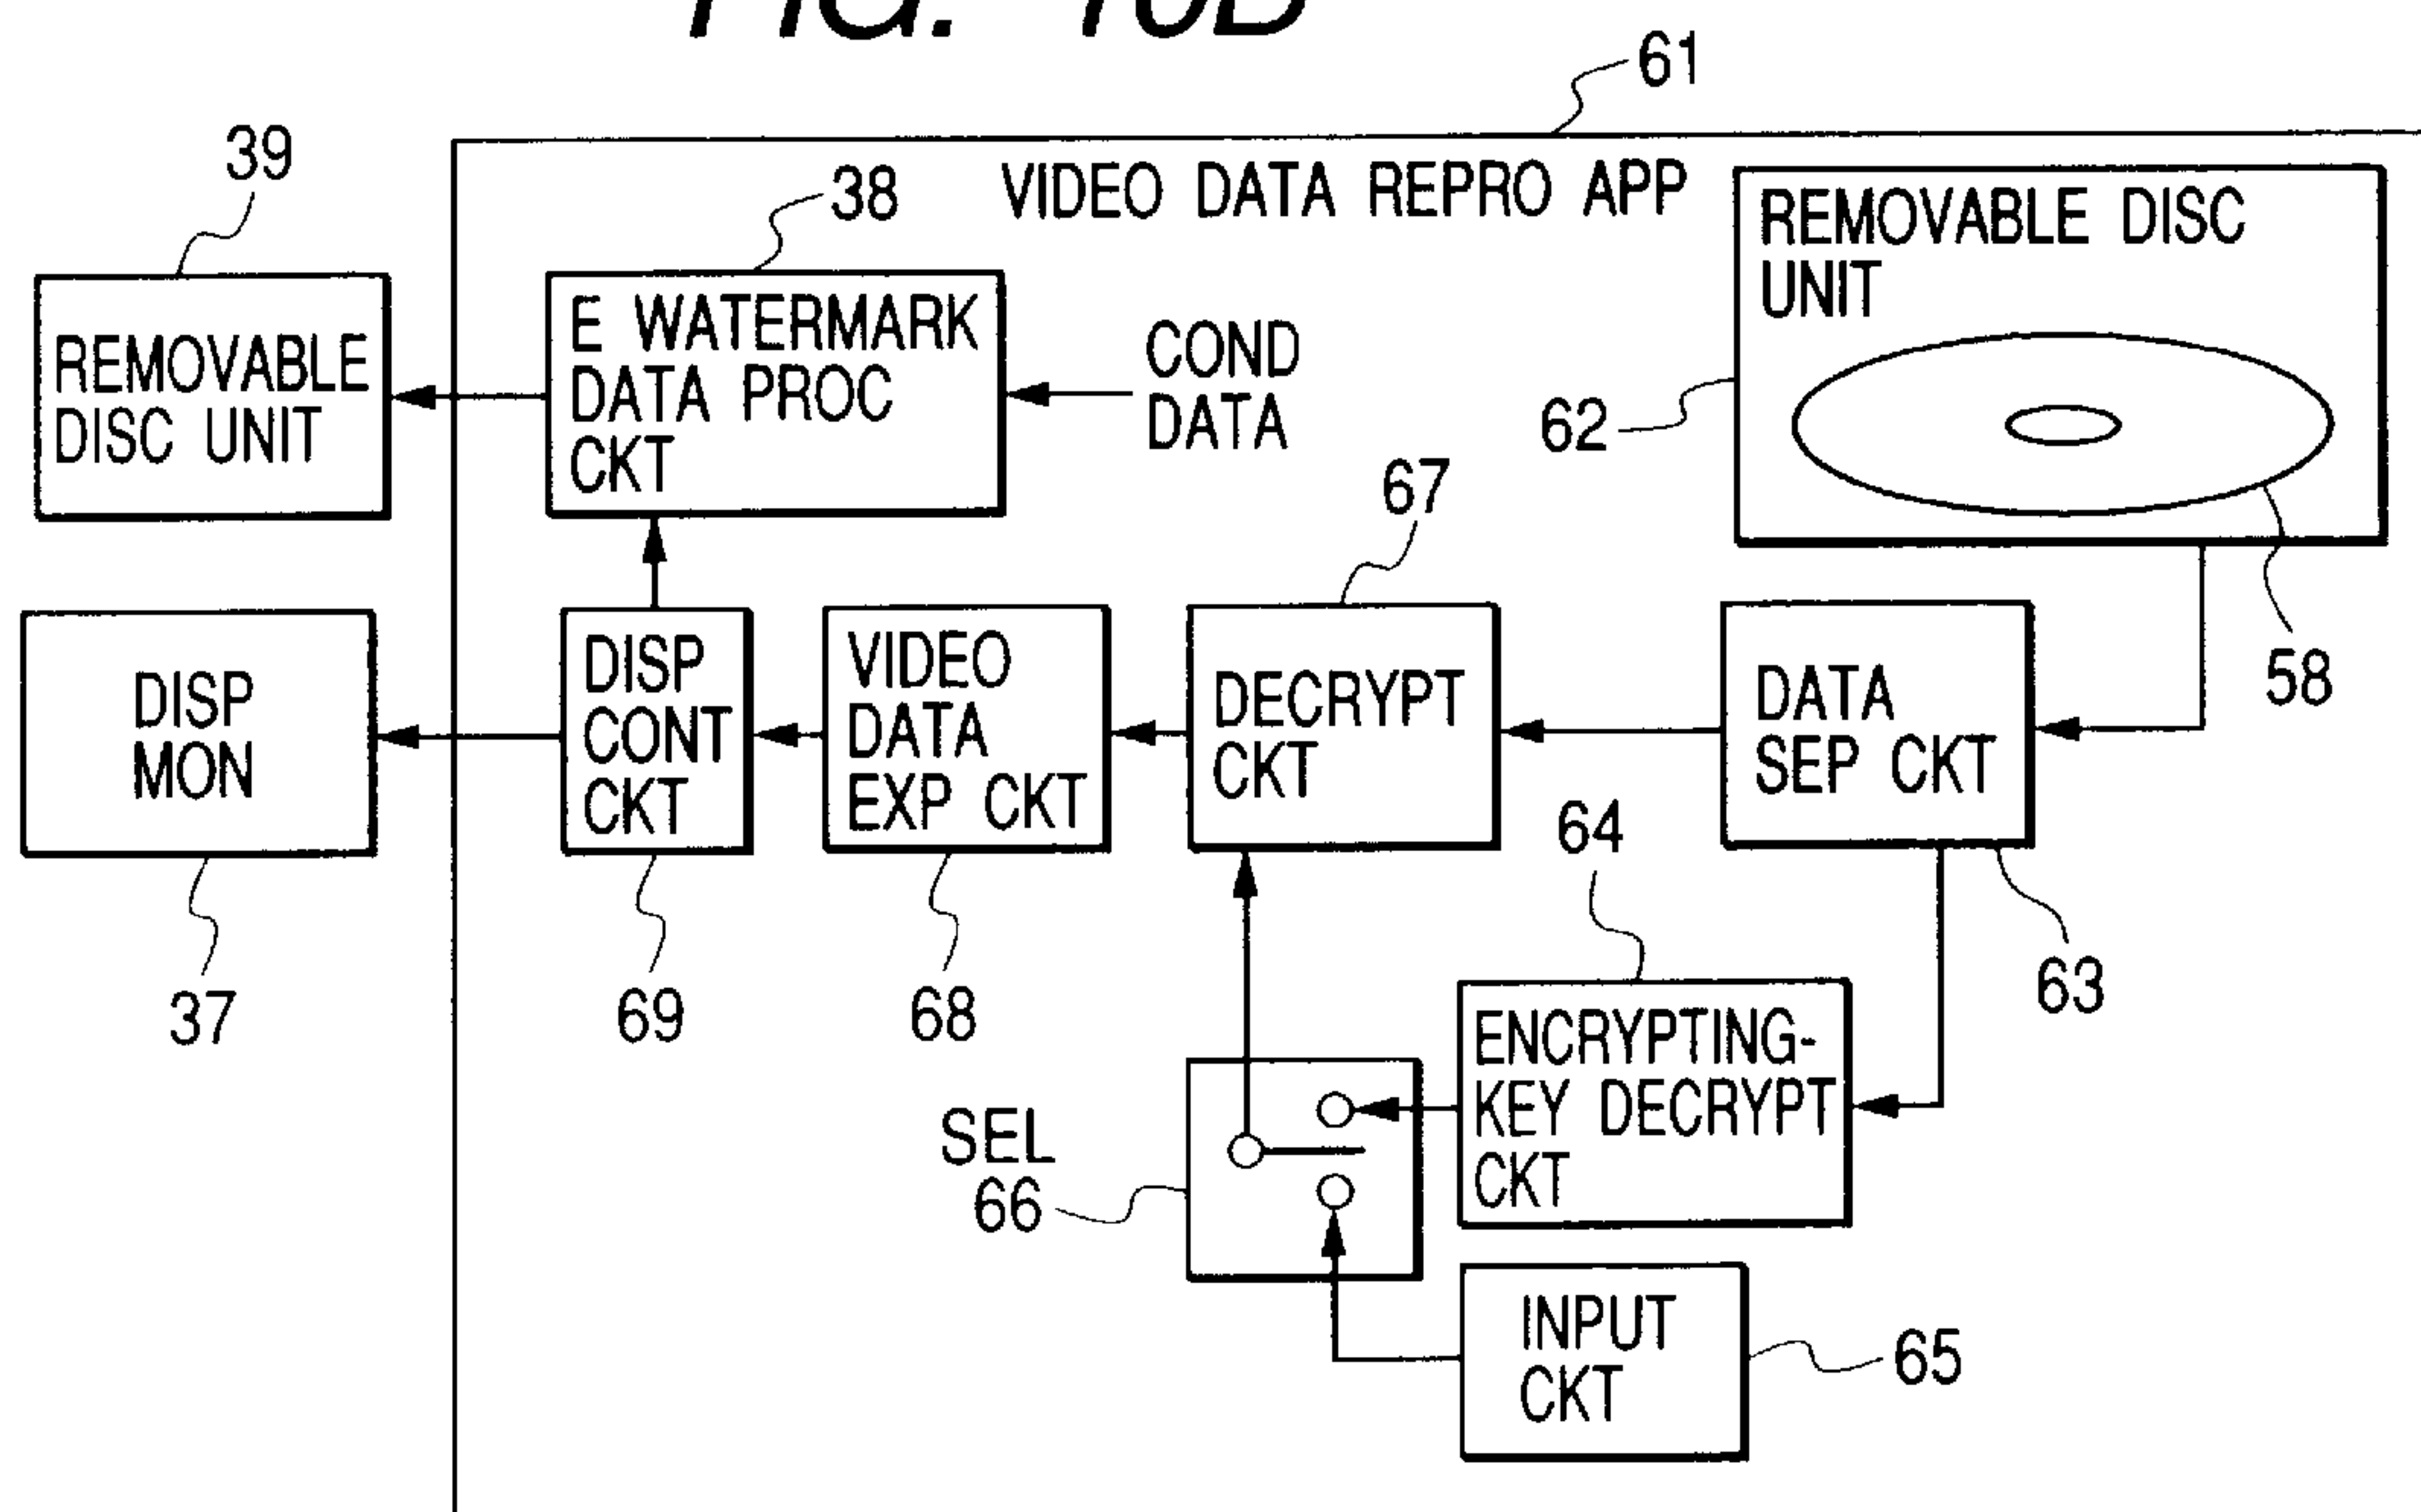 FIG. 10B
61
39
38
VIDEO DATA REPRO APP
REMOVABLE DISC
UNIT
E WATERMARK
DATA PROC
CKT
COND
DATA
REMOVABLE
DISC UNIT
62
67
58
DISP
MON
DISP
CONT
CKT
VIDEO
DATA
EXP CKT
DECRYPT
CKT
DATA
SEP CKT
64
63
37
69
68
ENCRYPTING-
KEY DECRYPT
CKT
SEL
66
INPUT
CKT
65